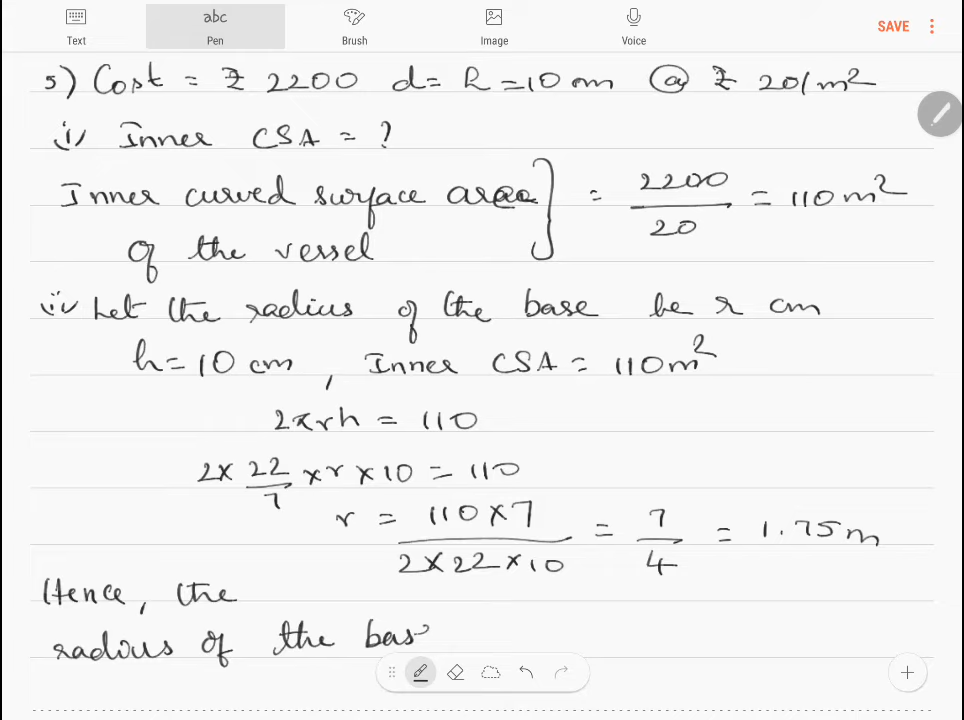 Text
abc
Pen
Brush
Image
Voice
SAVE
5) Cost = ₹ 2200 d = h = 10 m @ ₹ 20/m²
i) Inner CSA = ?
Inner curved surface area of the vessel } = 2200/20 = 110 m²
ii) Let the radius of the base be r cm
h = 10 cm, Inner CSA = 110 m²
2πrh = 110
2 × 22/7 × r × 10 = 110
r = 110 × 7 / 2 × 22 × 10 = 7/4 = 1.75 m
Hence, the
radius of the bas